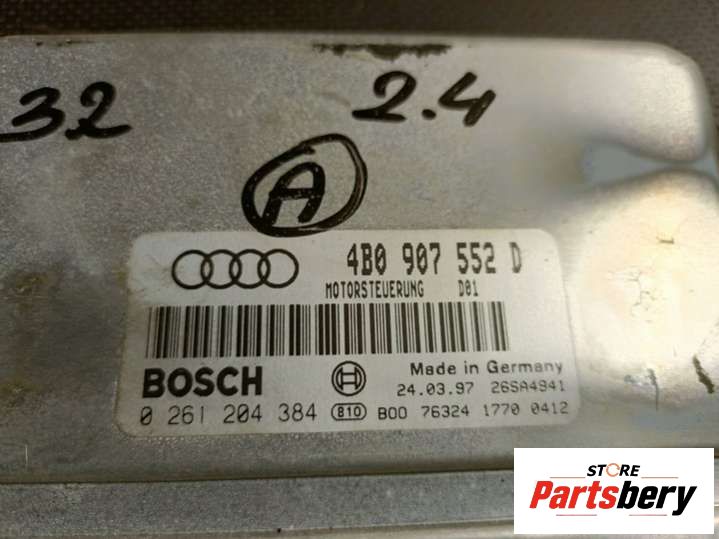 32
2.4
A
4B0 907 552 D
MOTORSTEUERUNG D01
BOSCH
Made in Germany
24.03.97 26SA4941
0 261 204 384 810 B00 76324 1770 0412
STORE
Partsbery